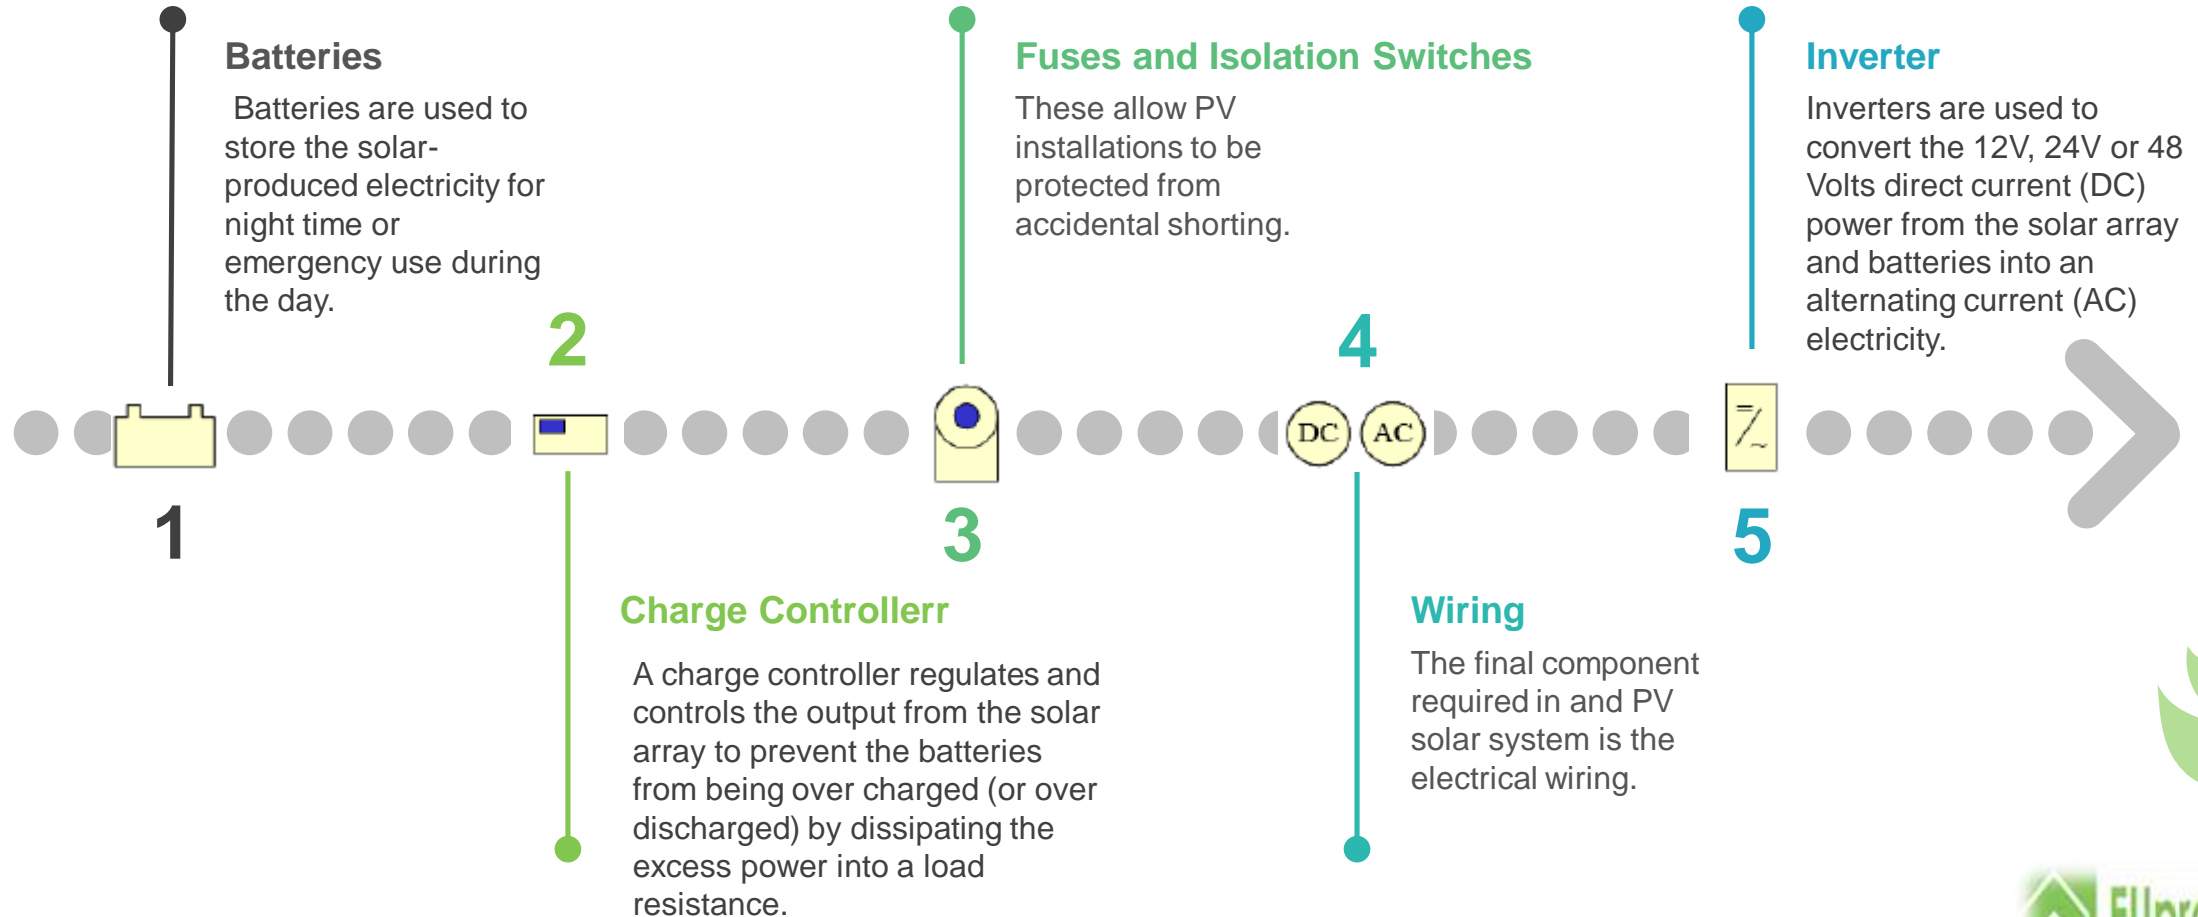 Batteries
Batteries are used to
store the solar-
produced electricity for
night time or
emergency use during
the day.
Fuses and Isolation Switches
These allow PV
installations to be
protected from
accidental shorting.
Inverter
Inverters are used to
convert the 12V, 24V or 48
Volts direct current (DC)
power from the solar array
and batteries into an
alternating current (AC)
electricity.
2
4
DC AC
1
3
5
Charge Controllerr
A charge controller regulates and
controls the output from the solar
array to prevent the batteries
from being over charged (or over
discharged) by dissipating the
excess power into a load
resistance.
Wiring
The final component
required in and PV
solar system is the
electrical wiring.